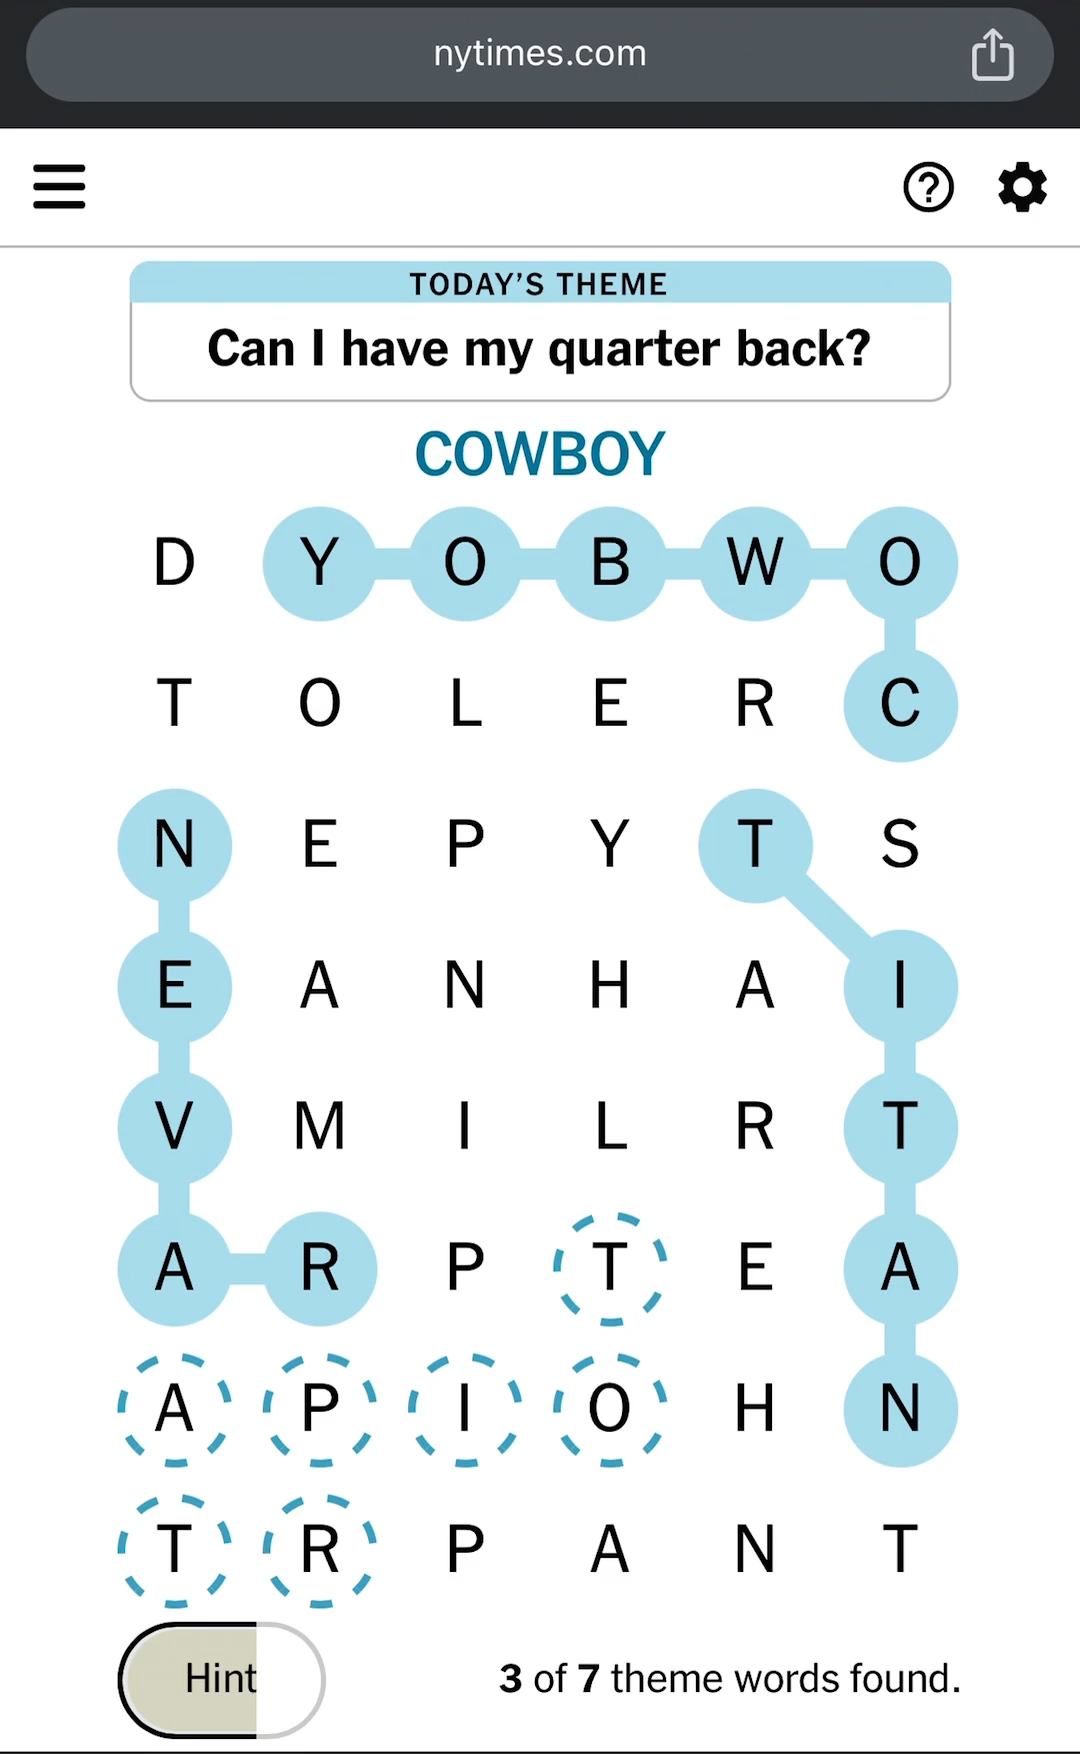 nytimes.com
TODAY’S THEME
Can I have my quarter back?
COWBOY
D Y O B W O
T O L E R C
N E P Y T S
E A N H A I
V M I L R T
A R P T E A
A P I O H N
T R P A N T
Hint
3 of 7 theme words found.